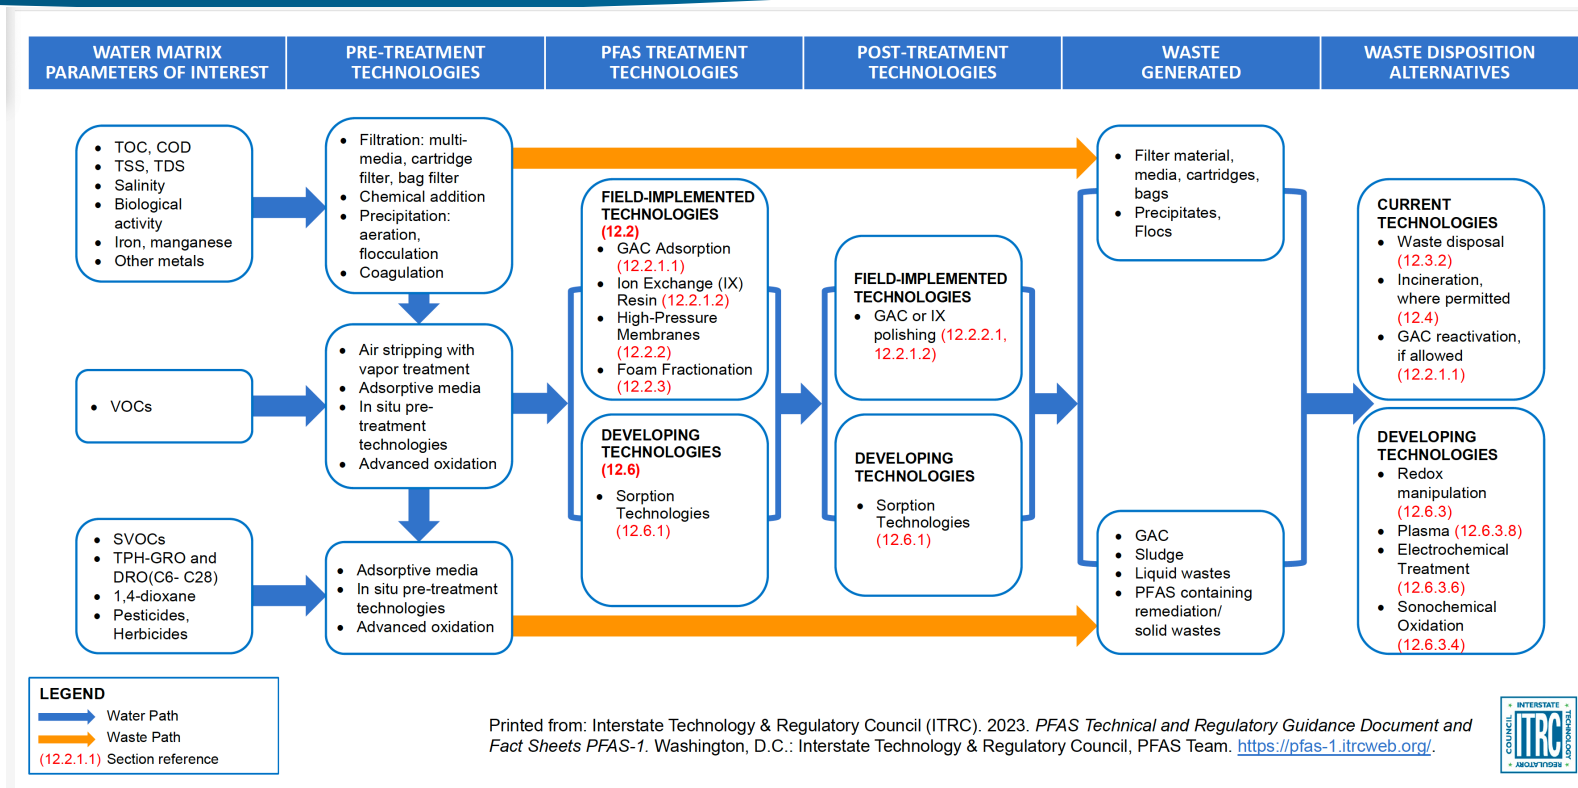 WATER MATRIX
PARAMETERS OF INTEREST
PRE-TREATMENT
TECHNOLOGIES
PFAS TREATMENT
TECHNOLOGIES
POST-TREATMENT
TECHNOLOGIES
WASTE
GENERATED
WASTE DISPOSITION
ALTERNATIVES
• TOC, COD
• TSS, TDS
• Salinity
• Biological
activity
• Iron, manganese
• Other metals
• VOCs
• SVOCs
• TPH-GRO and
DRO(C6- C28)
• 1,4-dioxane
• Pesticides,
Herbicides
• Filtration: multi-
media, cartridge
filter, bag filter
• Chemical addition
• Precipitation:
aeration,
flocculation
• Coagulation
• Air stripping with
vapor treatment
• Adsorptive media
• In situ pre-
treatment
technologies
• Advanced oxidation
• Adsorptive media
• In situ pre-treatment
technologies
• Advanced oxidation
FIELD-IMPLEMENTED
TECHNOLOGIES
(12.2)
• GAC Adsorption
(12.2.1.1)
• Ion Exchange (IX)
Resin (12.2.1.2)
• High-Pressure
Membranes
(12.2.2)
• Foam Fractionation
(12.2.3)
DEVELOPING
TECHNOLOGIES
(12.6)
• Sorption
Technologies
(12.6.1)
FIELD-IMPLEMENTED
TECHNOLOGIES
• GAC or IX
polishing (12.2.2.1,
12.2.1.2)
DEVELOPING
TECHNOLOGIES
• Sorption
Technologies
(12.6.1)
• Filter material,
media, cartridges,
bags
• Precipitates,
Flocs
• GAC
• Sludge
• Liquid wastes
• PFAS containing
remediation/
solid wastes
CURRENT
TECHNOLOGIES
• Waste disposal
(12.3.2)
• Incineration,
where permitted
(12.4)
• GAC reactivation,
if allowed
(12.2.1.1)
DEVELOPING
TECHNOLOGIES
• Redox
manipulation
(12.6.3)
• Plasma (12.6.3.8)
• Electrochemical
Treatment
(12.6.3.6)
• Sonochemical
Oxidation
(12.6.3.4)
LEGEND
Water Path
Waste Path
(12.2.1.1) Section reference
Printed from: Interstate Technology & Regulatory Council (ITRC). 2023. PFAS Technical and Regulatory Guidance Document and
Fact Sheets PFAS-1. Washington, D.C.: Interstate Technology & Regulatory Council, PFAS Team. https://pfas-1.itrcweb.org/.
INTERSTATE
TECHNOLOGY
REGULATORY
COUNCIL
ITRC